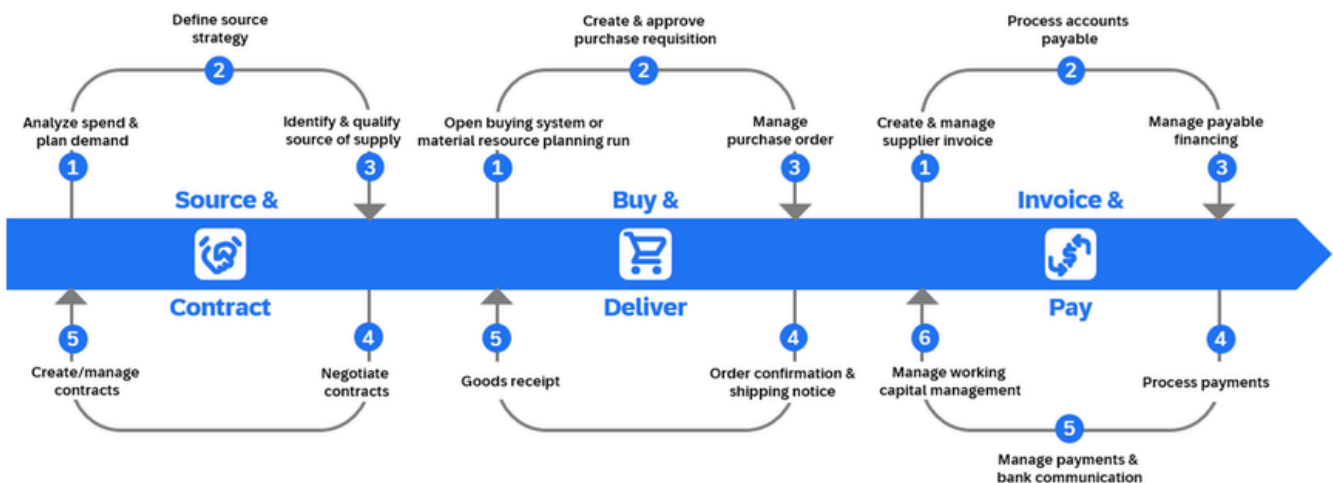 Define source
strategy
2
Analyze spend &
plan demand
1
Identify & qualify
source of supply
3
Source &
Contract
5
Create/manage
contracts
4
Negotiate
contracts
Create & approve
purchase requisition
2
Open buying system or
material resource planning run
1
Manage
purchase order
3
Buy &
Deliver
5
Goods receipt
4
Order confirmation &
shipping notice
Process accounts
payable
2
Create & manage
supplier invoice
1
Manage payable
financing
3
Invoice &
$
Pay
6
Manage working
capital management
4
Process payments
5
Manage payments &
bank communication